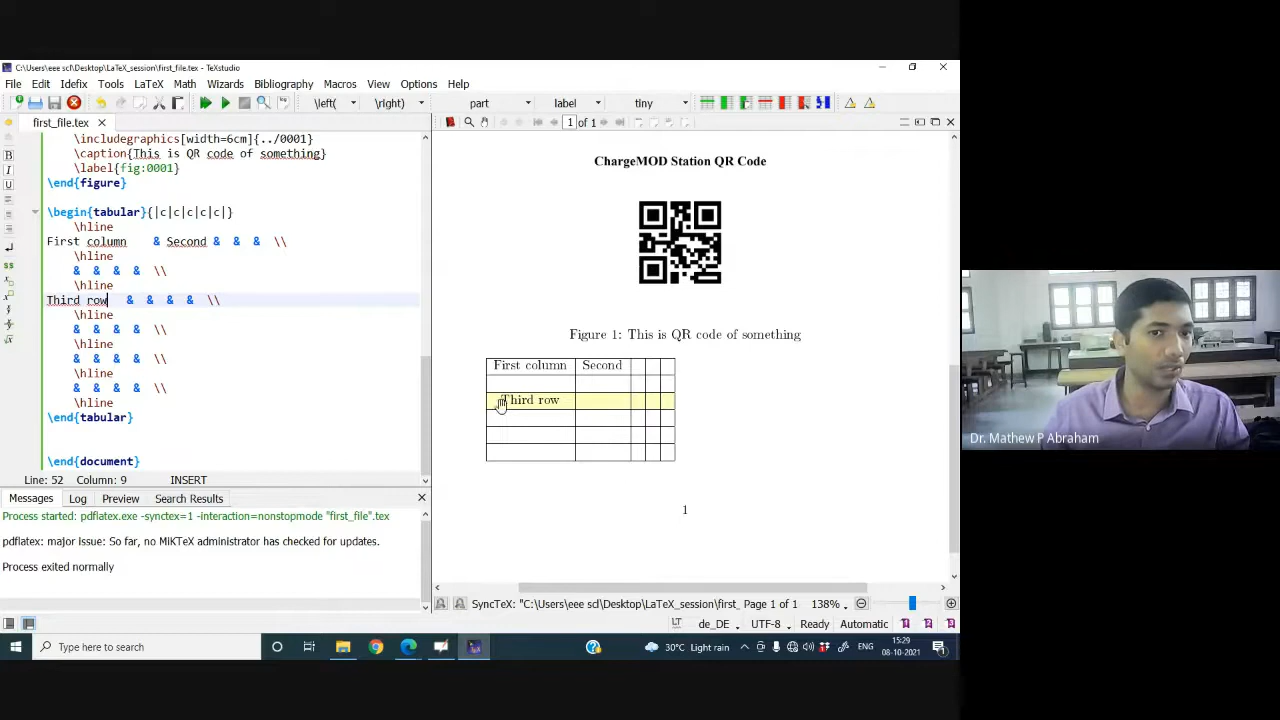 C:\Users\eee scl\Desktop\LaTeX_session\first_file.tex - TeXstudio
File Edit Idefix Tools LaTeX Math Wizards Bibliography Macros View Options Help
\left( \right) part label tiny
first_file.tex
1 of 1
\includegraphics[width=6cm]{../0001}
\caption{This is QR code of something}
\label{fig:0001}
\end{figure}
\begin{tabular}{|c|c|c|c|c|}
\hline
First column & Second & & & \\
\hline
& & & & \\
\hline
Third row & & & & \\
\hline
& & & & \\
\hline
& & & & \\
\hline
& & & & \\
\hline
\end{tabular}
\end{document}
Line: 52 Column: 9 INSERT
Messages Log Preview Search Results
Process started: pdflatex.exe -synctex=1 -interaction=nonstopmode "first_file".tex
pdflatex: major issue: So far, no MiKTeX administrator has checked for updates.
Process exited normally
ChargeMOD Station QR Code
Figure 1: This is QR code of something
First column Second
Third row
1
SyncTeX: "C:\Users\eee scl\Desktop\LaTeX_session\first_ Page 1 of 1 138%
de_DE UTF-8 Ready Automatic
Dr. Mathew P Abraham
Type here to search
30°C Light rain
ENG
15:29
08-10-2021